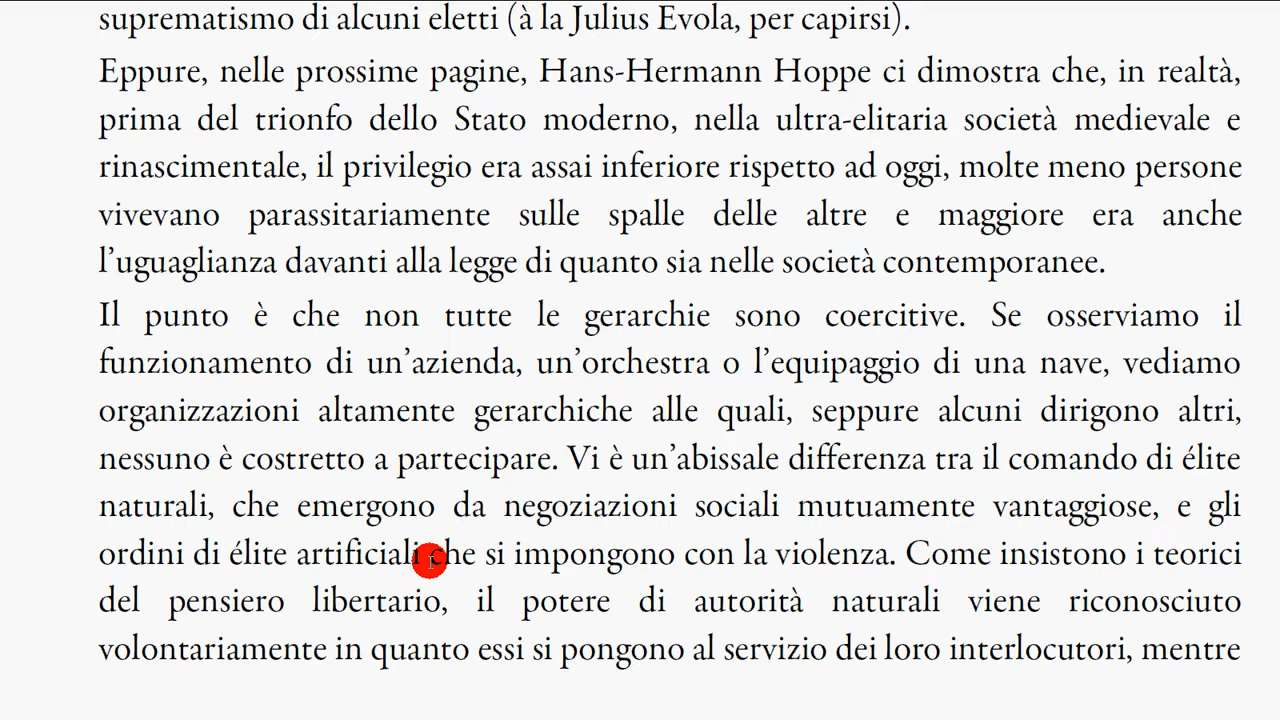 suprematismo di alcuni eletti (à la Julius Evola, per capirsi).
Eppure, nelle prossime pagine, Hans-Hermann Hoppe ci dimostra che, in realtà,
prima del trionfo dello Stato moderno, nella ultra-elitaria società medievale e
rinascimentale, il privilegio era assai inferiore rispetto ad oggi, molte meno persone
vivevano parassitariamente sulle spalle delle altre e maggiore era anche
l’uguaglianza davanti alla legge di quanto sia nelle società contemporanee.
Il punto è che non tutte le gerarchie sono coercitive. Se osserviamo il
funzionamento di un’azienda, un’orchestra o l’equipaggio di una nave, vediamo
organizzazioni altamente gerarchiche alle quali, seppure alcuni dirigono altri,
nessuno è costretto a partecipare. Vi è un’abissale differenza tra il comando di élite
naturali, che emergono da negoziazioni sociali mutuamente vantaggiose, e gli
ordini di élite artificiali che si impongono con la violenza. Come insistono i teorici
del pensiero libertario, il potere di autorità naturali viene riconosciuto
volontariamente in quanto essi si pongono al servizio dei loro interlocutori, mentre